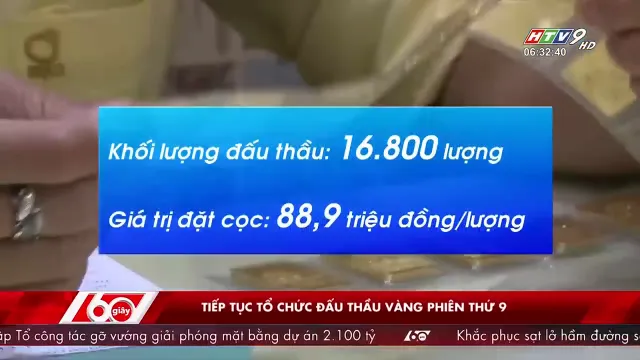 HTV9 HD
06:32:40
Khối lượng đấu thầu: 16.800 lượng
Giá trị đặt cọc: 88,9 triệu đồng/lượng
60 giây
TIẾP TỤC TỔ CHỨC ĐẤU THẦU VÀNG PHIÊN THỨ 9
ập Tổ công tác gỡ vướng giải phóng mặt bằng dự án 2.100 tỷ 60 Khắc phục sạt lở hầm đường s